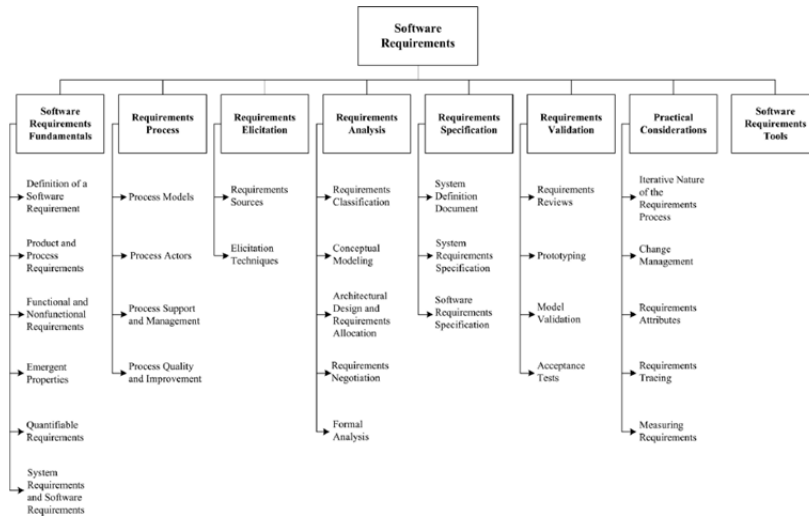 Software
Requirements
Software
Requirements
Fundamentals
Requirements
Process
Requirements
Elicitation
Requirements
Analysis
Requirements
Specification
Requirements
Validation
Practical
Considerations
Software
Requirements
Tools
Definition of a
Software
Requirement
Product and
Process
Requirements
Functional and
Nonfunctional
Requirements
Emergent
Properties
Quantifiable
Requirements
System
Requirements
and Software
Requirements
Process Models
Process Actors
Process Support
and Management
Process Quality
and Improvement
Requirements
Sources
Elicitation
Techniques
Requirements
Classification
Conceptual
Modeling
Architectural
Design and
Requirements
Allocation
Requirements
Negotiation
Formal
Analysis
System
Definition
Document
System
Requirements
Specification
Software
Requirements
Specification
Requirements
Reviews
Prototyping
Model
Validation
Acceptance
Tests
Iterative Nature
of the
Requirements
Process
Change
Management
Requirements
Attributes
Requirements
Tracing
Measuring
Requirements